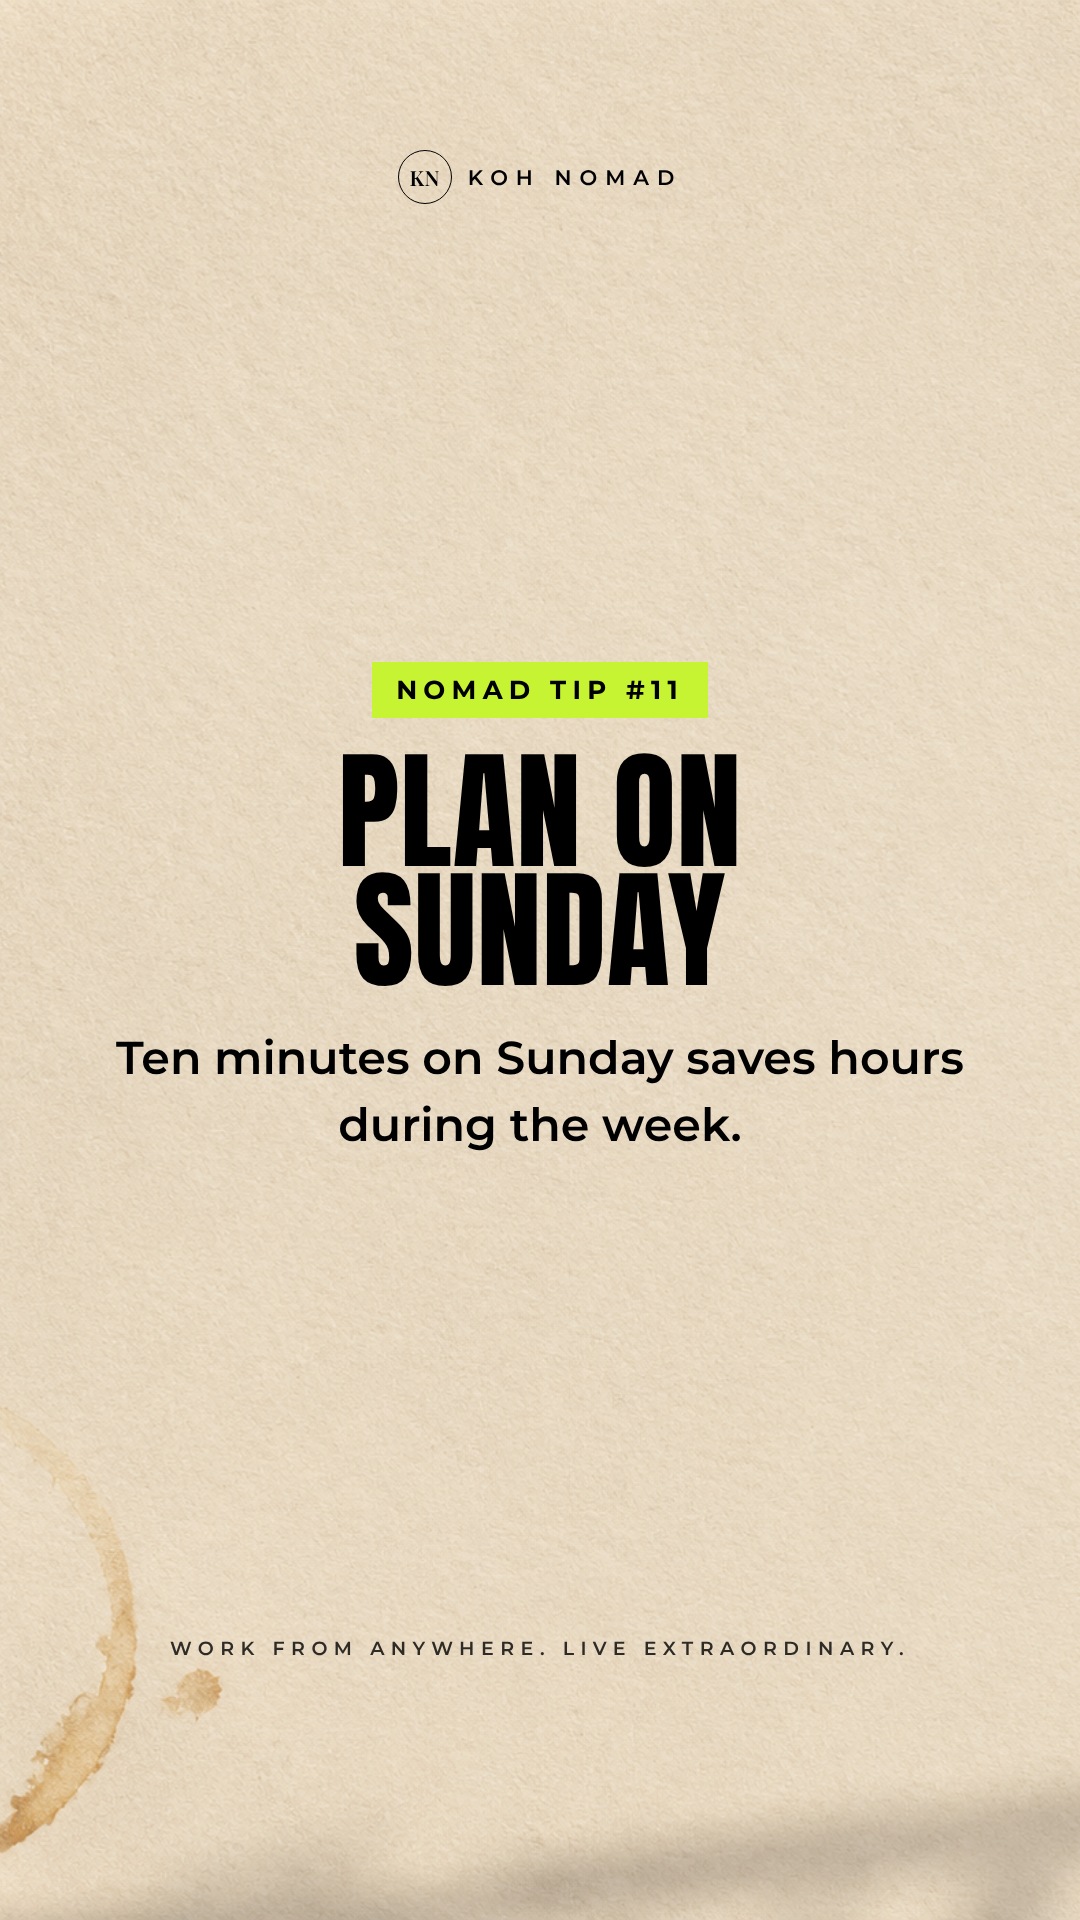 KN KOH NOMAD
NOMAD TIP #11
PLAN ON
SUNDAY
Ten minutes on Sunday saves hours
during the week.
WORK FROM ANYWHERE. LIVE EXTRAORDINARY.